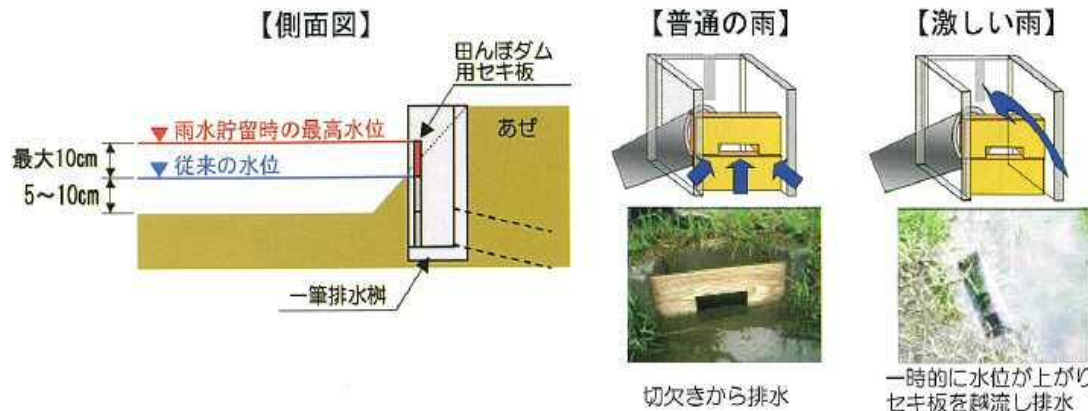 【側面図】
田んぼダム
用セキ板
雨水貯留時の最高水位
あぜ
最大10cm
従来の水位
5～10cm
一筆排水桝
【普通の雨】
切欠きから排水
【激しい雨】
一時的に水位が上がり
セキ板を越流し排水